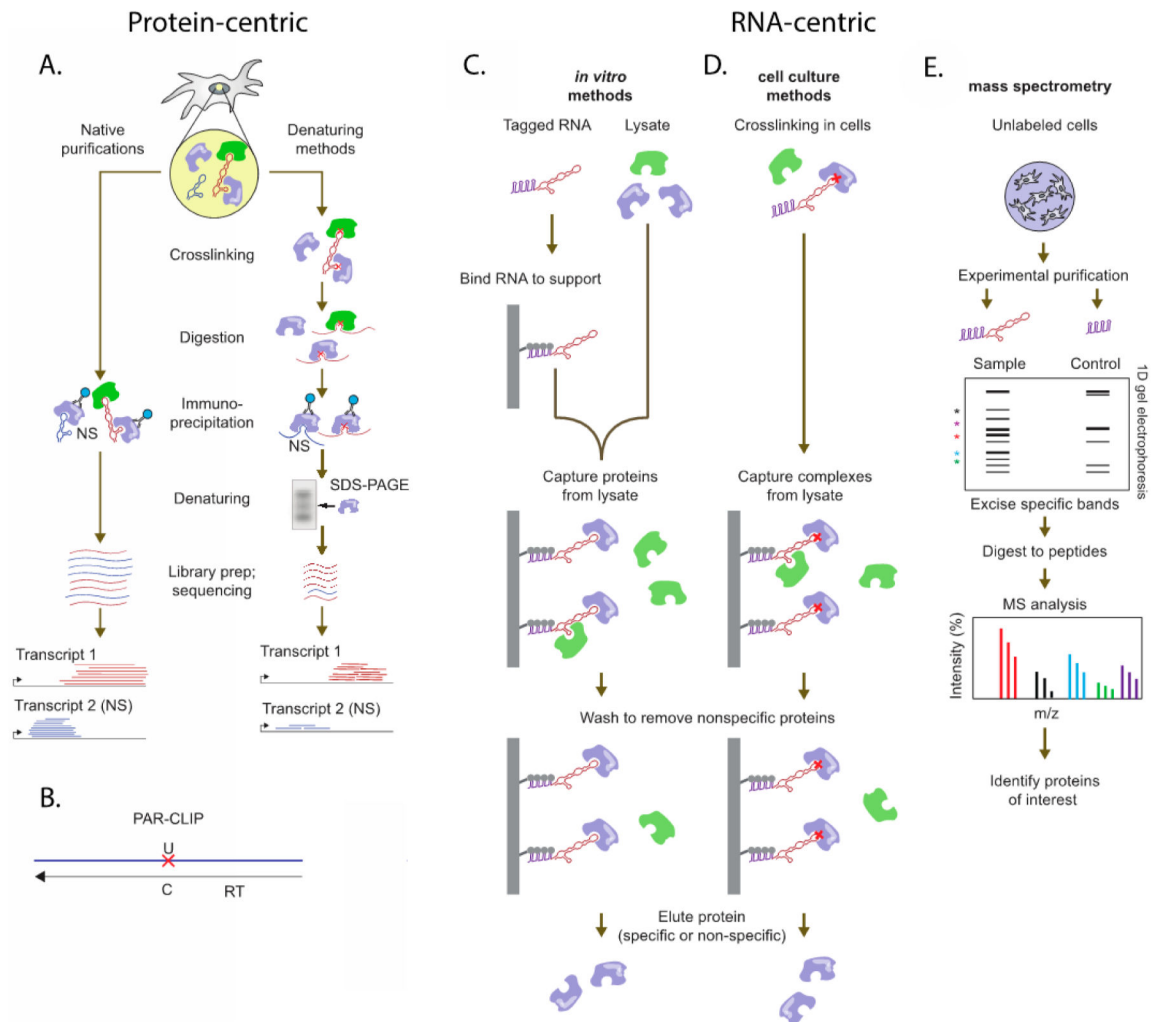 Protein-centric
RNA-centric
A.
Native
purifications
Denaturing
methods
Crosslinking
Digestion
Immuno-
precipitation
NS
NS
Denaturing
SDS-PAGE
Library prep;
sequencing
Transcript 1
Transcript 2 (NS)
Transcript 1
Transcript 2 (NS)
B.
PAR-CLIP
U
C
RT
C.
in vitro
methods
Tagged RNA
Lysate
Bind RNA to support
Capture proteins
from lysate
D.
cell culture
methods
Crosslinking in cells
Capture complexes
from lysate
Wash to remove nonspecific proteins
Elute protein
(specific or non-specific)
E.
mass spectrometry
Unlabeled cells
Experimental purification
Sample
Control
1D gel electrophoresis
*
*
*
*
*
Excise specific bands
Digest to peptides
MS analysis
Intensity (%)
m/z
Identify proteins
of interest